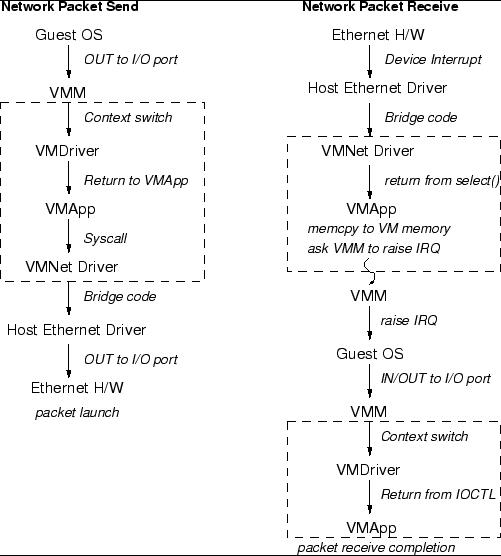 Network Packet Send
Guest OS
OUT to I/O port
VMM
Context switch
VMDriver
Return to VMApp
VMApp
Syscall
VMNet Driver
Bridge code
Host Ethernet Driver
OUT to I/O port
Ethernet H/W
packet launch
Network Packet Receive
Ethernet H/W
Device Interrupt
Host Ethernet Driver
Bridge code
VMNet Driver
return from select()
VMApp
memcpy to VM memory
ask VMM to raise IRQ
VMM
raise IRQ
Guest OS
IN/OUT to I/O port
VMM
Context switch
VMDriver
Return from IOCTL
VMApp
packet receive completion